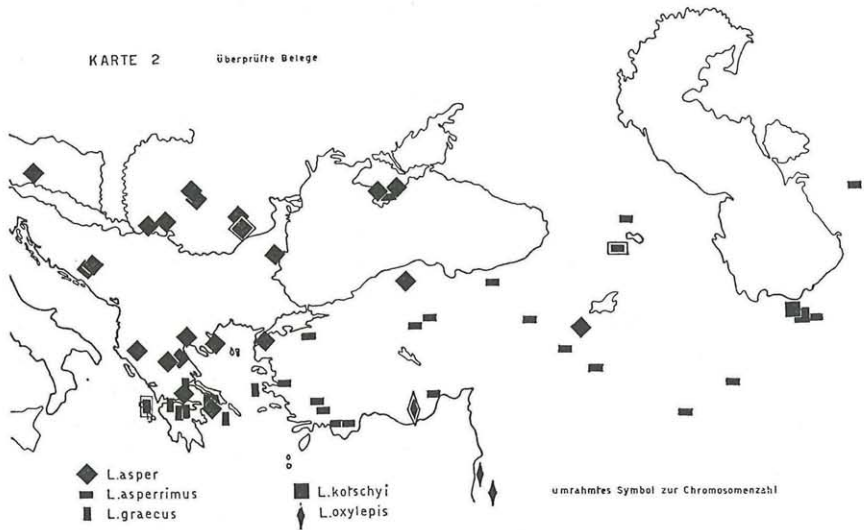 KARTE 2
überprüfte Belege
L.asper
L.asperrimus
L.graecus
L.kotschyi
L.oxylepis
umrahmtes Symbol zur Chromosomenzahl